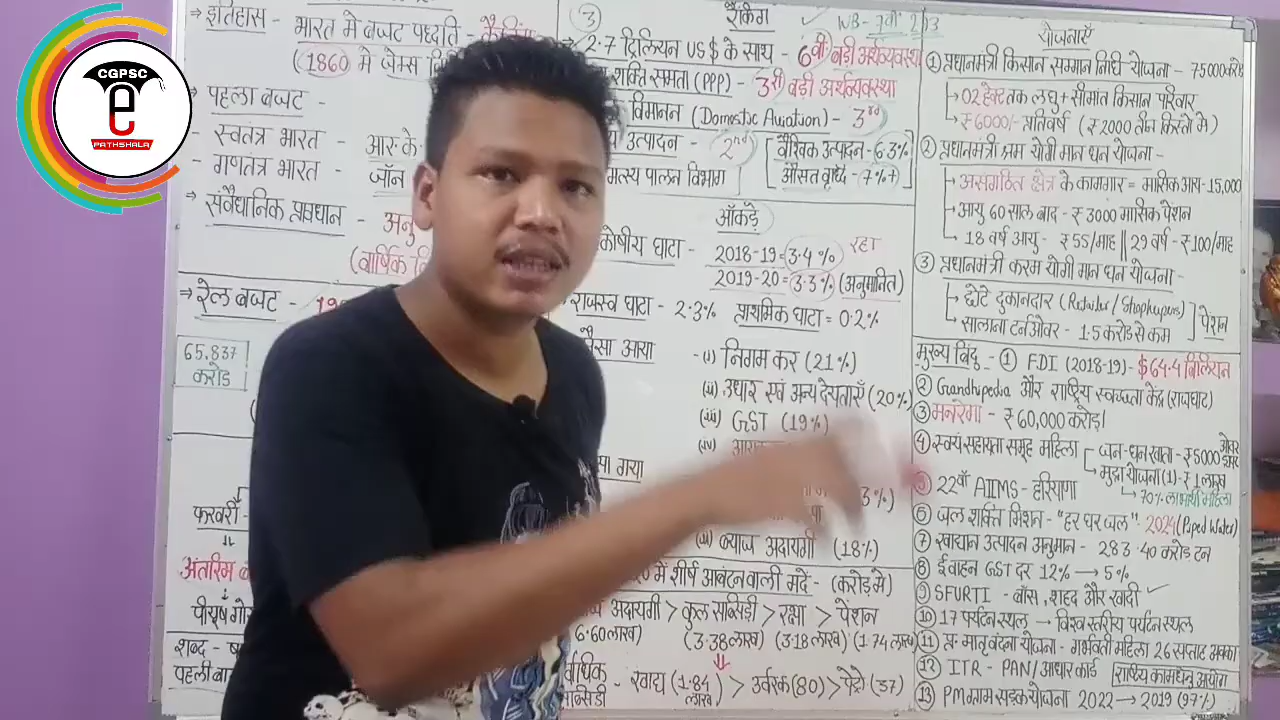 CGPSC
e
PATHSHALA
→ इतिहास - भारत में बजट पध्दति -
(1860 में जेम्स
→ पहला बजट -
- स्वतंत्र भारत - आर. के
- गणतंत्र भारत - जॉन
→ संवैधानिक प्रावधान - अनु
(वार्षिक
→ रेल बजट -
65,837
करोड़
फरवरी
अंतरिम
पीयूष गो
शब्द -
पहली बा
③ रैंकिंग
2.7 ट्रिलियन US $ के साथ - 6वी बड़ी अर्थव्यवस्था
शक्ति समता (PPP) - 3री बड़ी अर्थव्यवस्था
विमानन (Domestic Aviation) - 3rd
उत्पादन - 2nd
[वैश्विक उत्पादन - 6.3%
मत्स्य पालन विभाग
औसत वृध्दि - (7%+)]
आँकड़े
कोषीय घाटा - 2018-19 = 3.4% रहा
2019-20 = 3.3% (अनुमानित)
राजस्व घाटा - 2.3% प्राथमिक घाटा = 0.2%
पैसा आया - (i) निगम कर (21%)
(ii) उधार एवं अन्य देयताएँ (20%)
(iii) GST (19%)
(iv)
सा गया
(iii) ब्याज अदायगी (18%)
में शीर्ष आवंटन वाली मदें - (करोड़ में)
अदायगी > कुल सब्सिडी > रक्षा > पेंशन
6.60 लाख) (3.38 लाख) (3.18 लाख) (1.74 लाख)
र्वाधिक - खाद्य (1.84 लाख) > उर्वरक (80) > पेट्रो (37)
सब्सिडी
योजनाएँ
① प्रधानमंत्री किसान सम्मान निधि योजना - 75000 करोड़
→ 02 हेक्टे तक लघु + सीमांत किसान परिवार
→ ₹ 6000/- प्रतिवर्ष (₹ 2000 तीन किस्तो में)
② प्रधानमंत्री श्रम योगी मान धन योजना -
→ असंगठित क्षेत्र के कामगार = मासिक आय - 15,000
→ आयु 60 साल बाद - ₹ 3000 मासिक पेंशन
→ 18 वर्ष आयु - ₹ 55/माह || 29 वर्ष - ₹ 100/माह
③ प्रधानमंत्री करम योगी मान धन योजना -
→ छोटे दुकानदार (Retailer / Shopkeepers)
→ सालाना टर्नओवर - 1.5 करोड़ से कम ] पेंशन
मुख्य बिंदु - ① FDI (2018-19) - $ 64.4 बिलियन
② Gandhipedia और राष्ट्रिय स्वच्छता केंद्र (राजघाट)
③ मनरेगा - ₹ 60,000 करोड़।
④ स्वयं सहायता समूह महिला → जन-धन खाता - ₹ 5000 ओवर
→ मुद्रा योजना (1) - ₹ 1 लाख
→ 70% लाभार्थी महिला
22वाँ AIIMS - हरियाणा
⑥ जल शक्ति मिशन - "हर घर जल". 2024 (Piped Water)
⑦ खाद्यान उत्पादन अनुमान - 283.40 करोड़ टन
⑧ ई वाहन GST दर 12% → 5%
⑨ SFURTI - बाँस, शहद और खादी
⑩ 17 पर्यटन स्थल → विश्व स्तरीय पर्यटन स्थल
⑪ प्र. मातृ वंदना योजना - गर्भवती महिला 26 सप्ताह
⑫ ITR - PAN/आधार कार्ड राष्ट्रिय कामधेनु आयोग
⑬ PM ग्राम सड़क योजना 2022 → 2019 (97%)